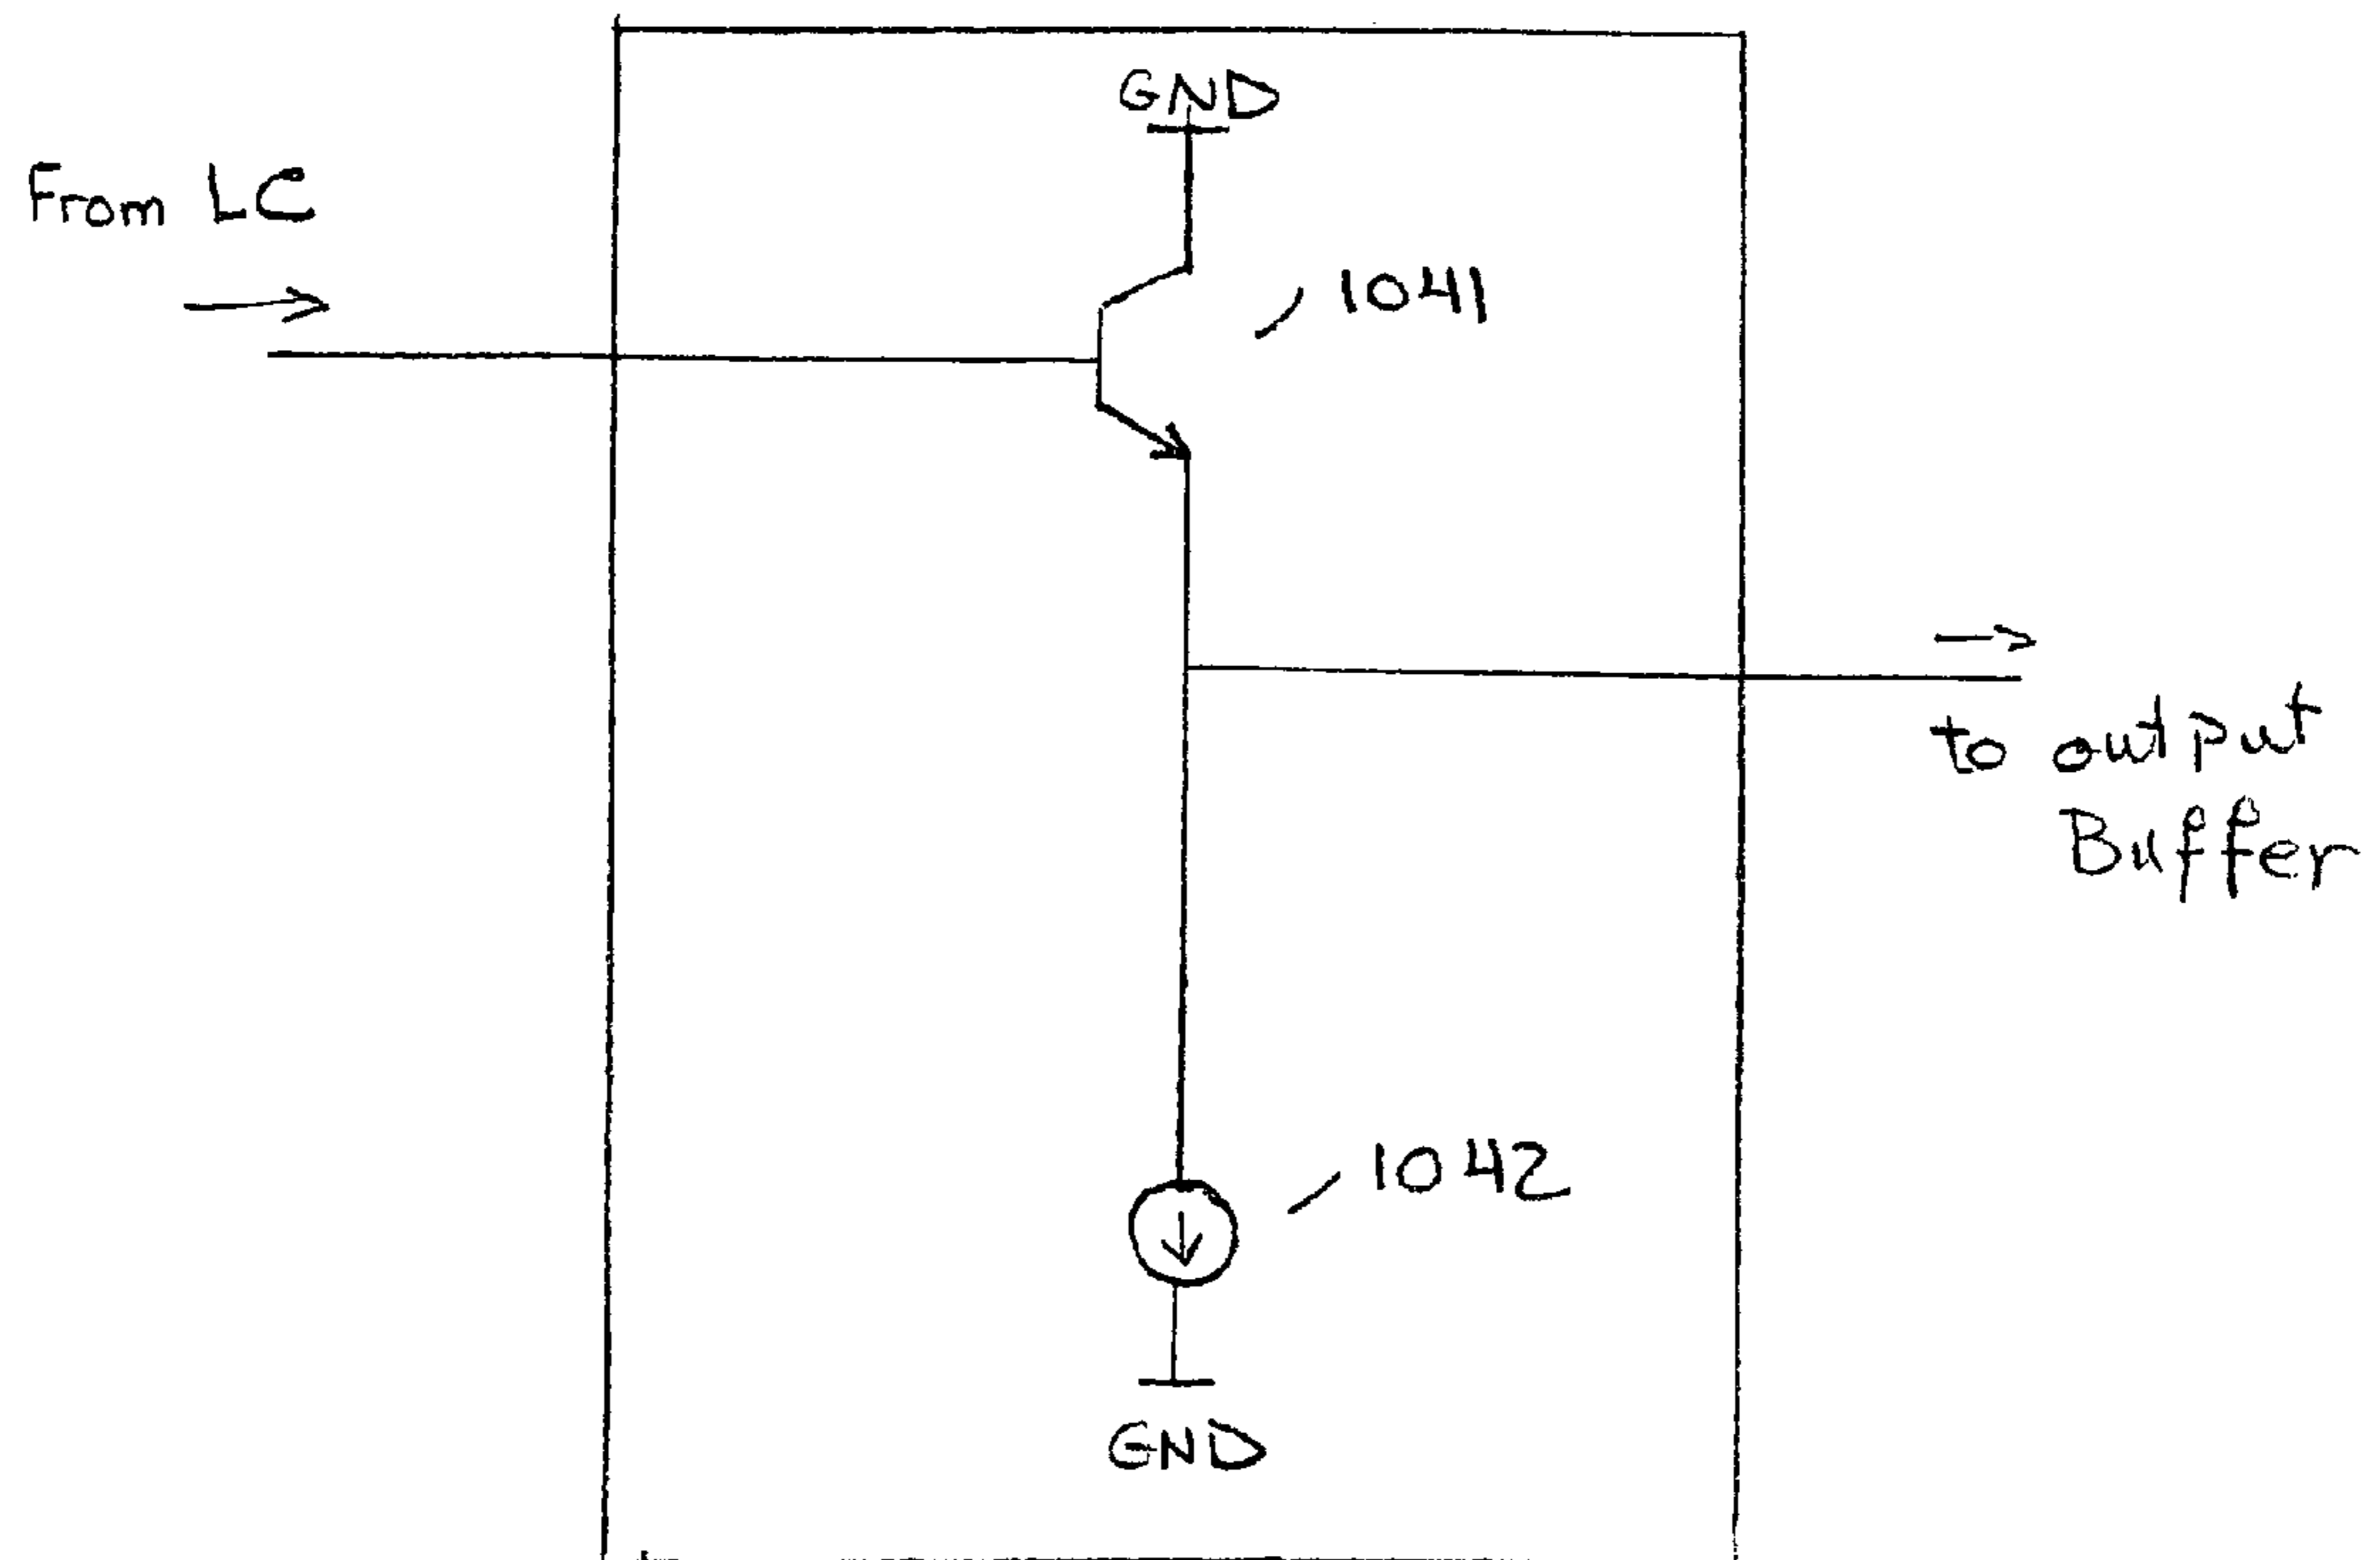 GND
From LC
1041
to output
Buffer
1042
GND